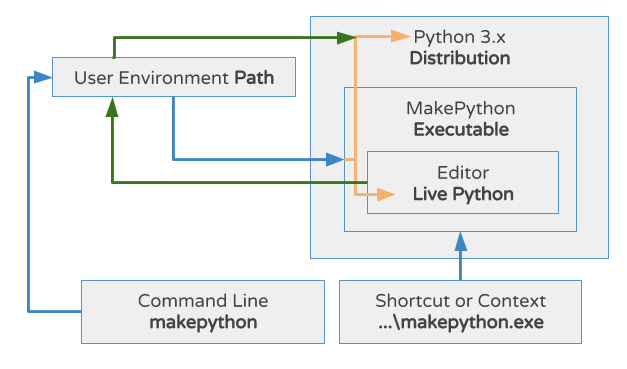 Python 3.x
Distribution
User Environment Path
MakePython
Executable
Editor
Live Python
Command Line
makepython
Shortcut or Context
...\makepython.exe